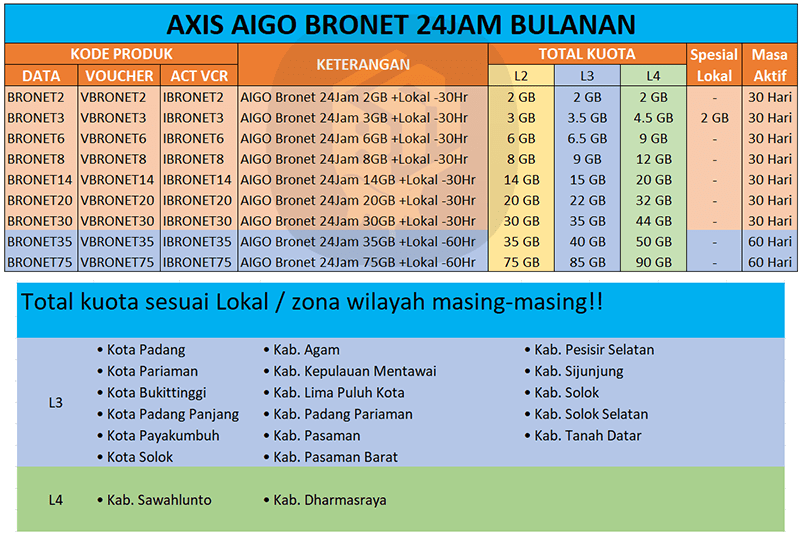 AXIS AIGO BRONET 24JAM BULANAN
KODE PRODUK KETERANGAN TOTAL KUOTA Spesial Lokal Masa Aktif
DATA VOUCHER ACT VCR L2 L3 L4
BRONET2 VBRONET2 IBRONET2 AIGO Bronet 24Jam 2GB +Lokal -30Hr 2 GB 2 GB 2 GB - 30 Hari
BRONET3 VBRONET3 IBRONET3 AIGO Bronet 24Jam 3GB +Lokal -30Hr 3 GB 3.5 GB 4.5 GB 2 GB 30 Hari
BRONET6 VBRONET6 IBRONET6 AIGO Bronet 24Jam 6GB +Lokal -30Hr 6 GB 6.5 GB 9 GB - 30 Hari
BRONET8 VBRONET8 IBRONET8 AIGO Bronet 24Jam 8GB +Lokal -30Hr 8 GB 9 GB 12 GB - 30 Hari
BRONET14 VBRONET14 IBRONET14 AIGO Bronet 24Jam 14GB +Lokal -30Hr 14 GB 15 GB 20 GB - 30 Hari
BRONET20 VBRONET20 IBRONET20 AIGO Bronet 24Jam 20GB +Lokal -30Hr 20 GB 22 GB 32 GB - 30 Hari
BRONET30 VBRONET30 IBRONET30 AIGO Bronet 24Jam 30GB +Lokal -30Hr 30 GB 35 GB 44 GB - 30 Hari
BRONET35 VBRONET35 IBRONET35 AIGO Bronet 24Jam 35GB +Lokal -60Hr 35 GB 40 GB 50 GB - 60 Hari
BRONET75 VBRONET75 IBRONET75 AIGO Bronet 24Jam 75GB +Lokal -60Hr 75 GB 85 GB 90 GB - 60 Hari
Total kuota sesuai Lokal / zona wilayah masing-masing!!
L3
• Kota Padang • Kab. Agam • Kab. Pesisir Selatan
• Kota Pariaman • Kab. Kepulauan Mentawai • Kab. Sijunjung
• Kota Bukittinggi • Kab. Lima Puluh Kota • Kab. Solok
• Kota Padang Panjang • Kab. Padang Pariaman • Kab. Solok Selatan
• Kota Payakumbuh • Kab. Pasaman • Kab. Tanah Datar
• Kota Solok • Kab. Pasaman Barat
L4 • Kab. Sawahlunto • Kab. Dharmasraya